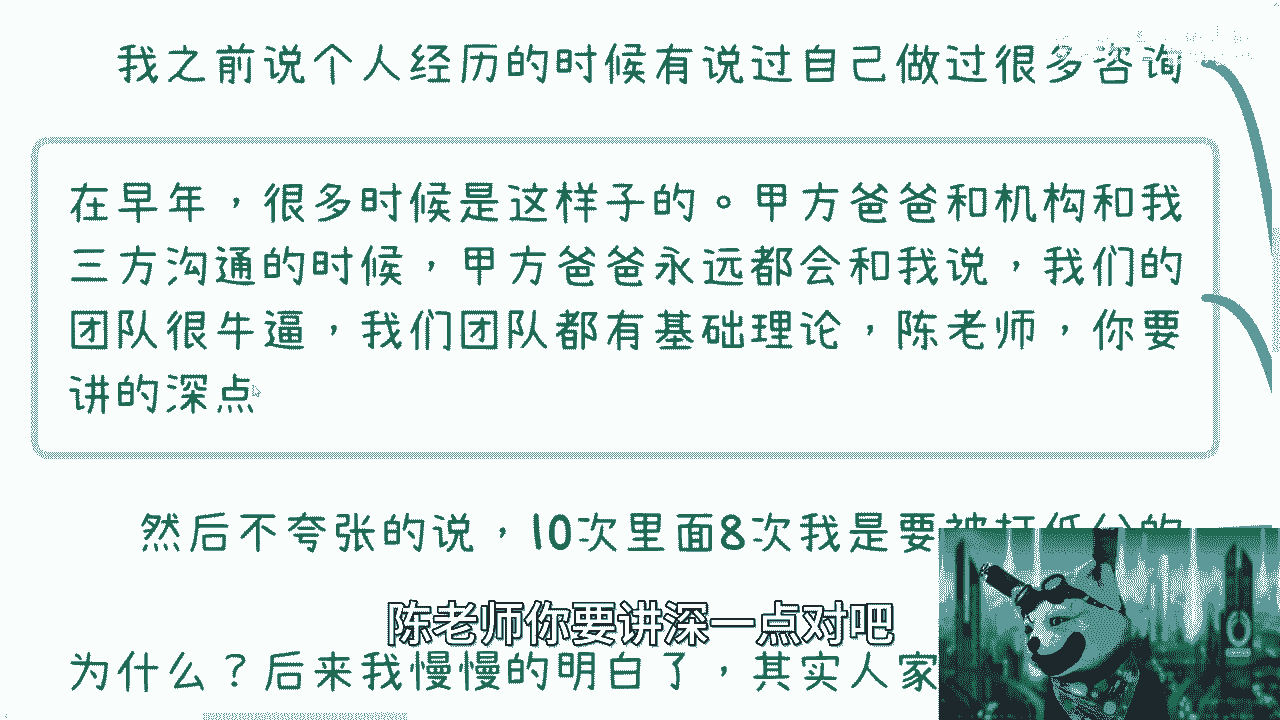 我之前说个人经历的时候有说过自己做过很多咨询
在早年，很多时候是这样子的。甲方爸爸和机构和我
三方沟通的时候，甲方爸爸永远都会和我说，我们的
团队很牛逼，我们团队都有基础理论，陈老师，你要
讲的深点
然后不夸张的说，10次里面8次我是要被打低分的
陈老师你要讲深一点对吧
为什么？后来我慢慢的明白了，其实人家